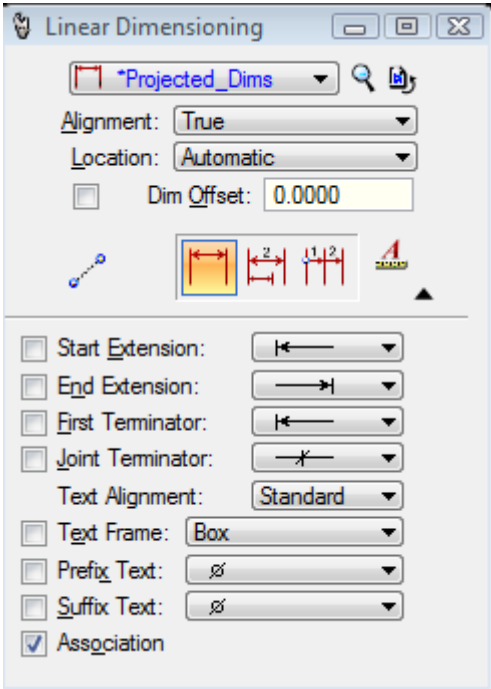 Linear Dimensioning
*Projected_Dims
Alignment: True
Location: Automatic
Dim Offset: 0.0000
2 1 2 A
Start Extension:
End Extension:
First Terminator:
Joint Terminator:
Text Alignment: Standard
Text Frame: Box
Prefix Text: Ø
Suffix Text: Ø
Association